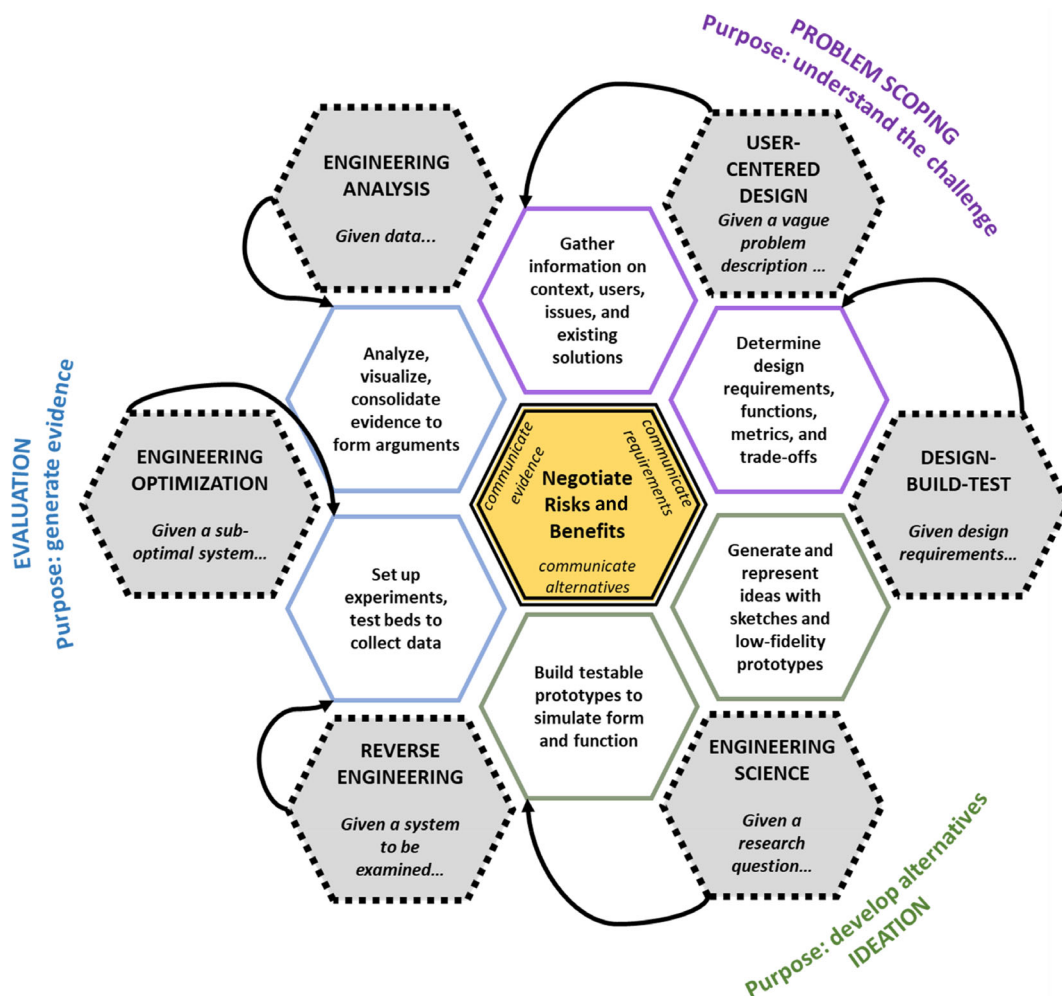 PROBLEM SCOPING
Purpose: understand the challenge
USER-
CENTERED
DESIGN
Given a vague
problem
description ...
ENGINEERING
ANALYSIS
Given data...
Gather
information on
context, users,
issues, and
existing
solutions
Analyze,
visualize,
consolidate
evidence to
form arguments
Determine
design
requirements,
functions,
metrics, and
trade-offs
EVALUATION
Purpose: generate evidence
ENGINEERING
OPTIMIZATION
Given a sub-
optimal system...
communicate
evidence
communicate
requirements
Negotiate
Risks and
Benefits
communicate
alternatives
DESIGN-
BUILD-TEST
Given design
requirements...
Set up
experiments,
test beds to
collect data
Generate and
represent
ideas with
sketches and
low-fidelity
prototypes
Build testable
prototypes to
simulate form
and function
REVERSE
ENGINEERING
Given a system
to be
examined...
ENGINEERING
SCIENCE
Given a
research
question...
Purpose: develop alternatives
IDEATION